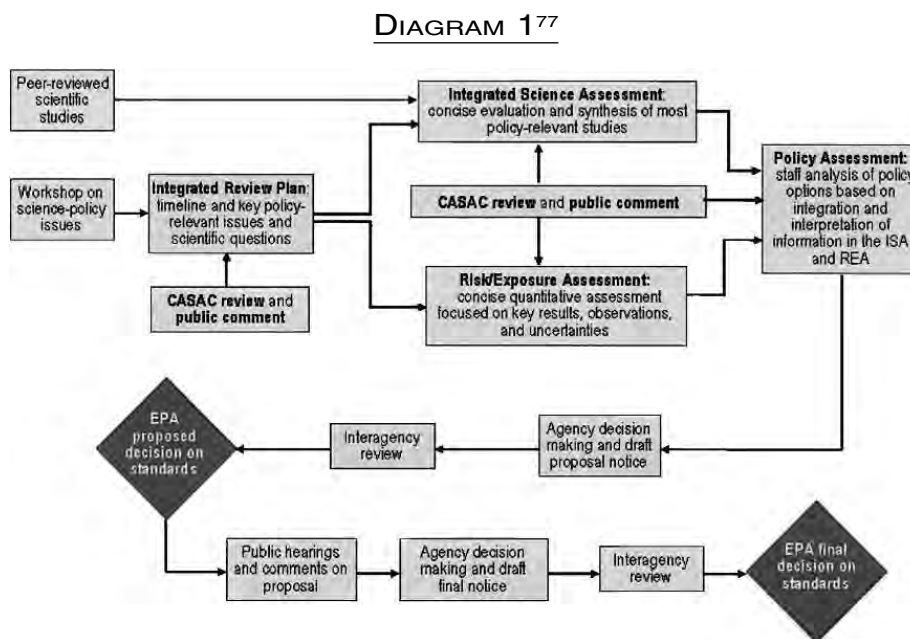 DIAGRAM 1⁷⁷
Peer-reviewed
scientific
studies
Integrated Science Assessment:
concise evaluation and synthesis of most
policy-relevant studies
Workshop on
science-policy
issues
Integrated Review Plan:
timeline and key policy-
relevant issues and
scientific questions
CASAC review and public comment
Policy Assessment:
staff analysis of policy
options based on
integration and
interpretation of
information in the ISA
and REA
CASAC review and
public comment
Risk/Exposure Assessment:
concise quantitative assessment
focused on key results, observations,
and uncertainties
EPA
proposed
decision on
standards
Interagency
review
Agency decision
making and draft
proposal notice
Public hearings
and comments on
proposal
Agency decision
making and draft
final notice
Interagency
review
EPA final
decision on
standards